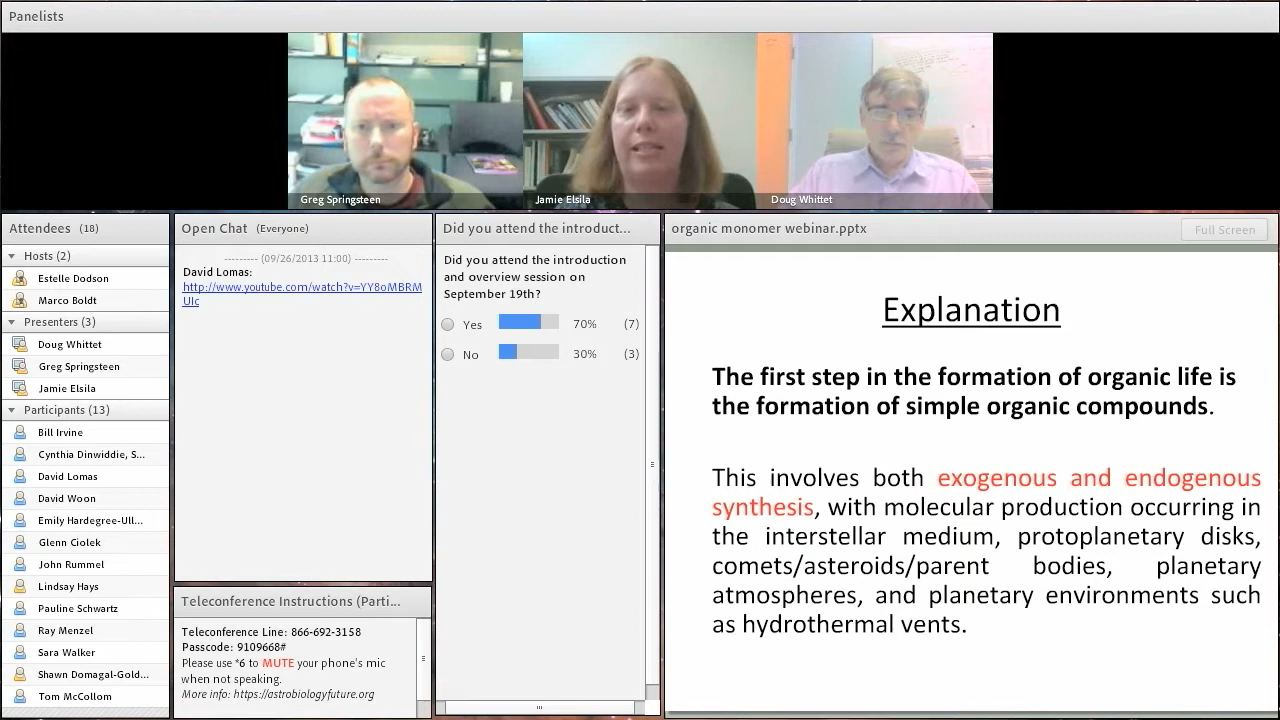 Panelists
Greg Springsteen
Jamie Elsila
Doug Whittet
Attendees (18)
Hosts (2)
Estelle Dodson
Marco Boldt
Presenters (3)
Doug Whittet
Greg Springsteen
Jamie Elsila
Participants (13)
Bill Irvine
Cynthia Dinwiddie, S...
David Lomas
David Woon
Emily Hardegree-Ull...
Glenn Ciolek
John Rummel
Lindsay Hays
Pauline Schwartz
Ray Menzel
Sara Walker
Shawn Domagal-Gold...
Tom McCollom
Open Chat (Everyone)
--------- (09/26/2013 11:00) ---------
David Lomas:
http://www.youtube.com/watch?v=YY8oMBRM
UIc
Teleconference Instructions (Parti...
Teleconference Line: 866-692-3158
Passcode: 9109668#
Please use *6 to MUTE your phone's mic
when not speaking.
More info: https://astrobiologyfuture.org
Did you attend the introduct...
Did you attend the introduction
and overview session on
September 19th?
Yes 70% (7)
No 30% (3)
organic monomer webinar.pptx
Full Screen
Explanation
The first step in the formation of organic life is
the formation of simple organic compounds.
This involves both exogenous and endogenous
synthesis, with molecular production occurring in
the interstellar medium, protoplanetary disks,
comets/asteroids/parent bodies, planetary
atmospheres, and planetary environments such
as hydrothermal vents.